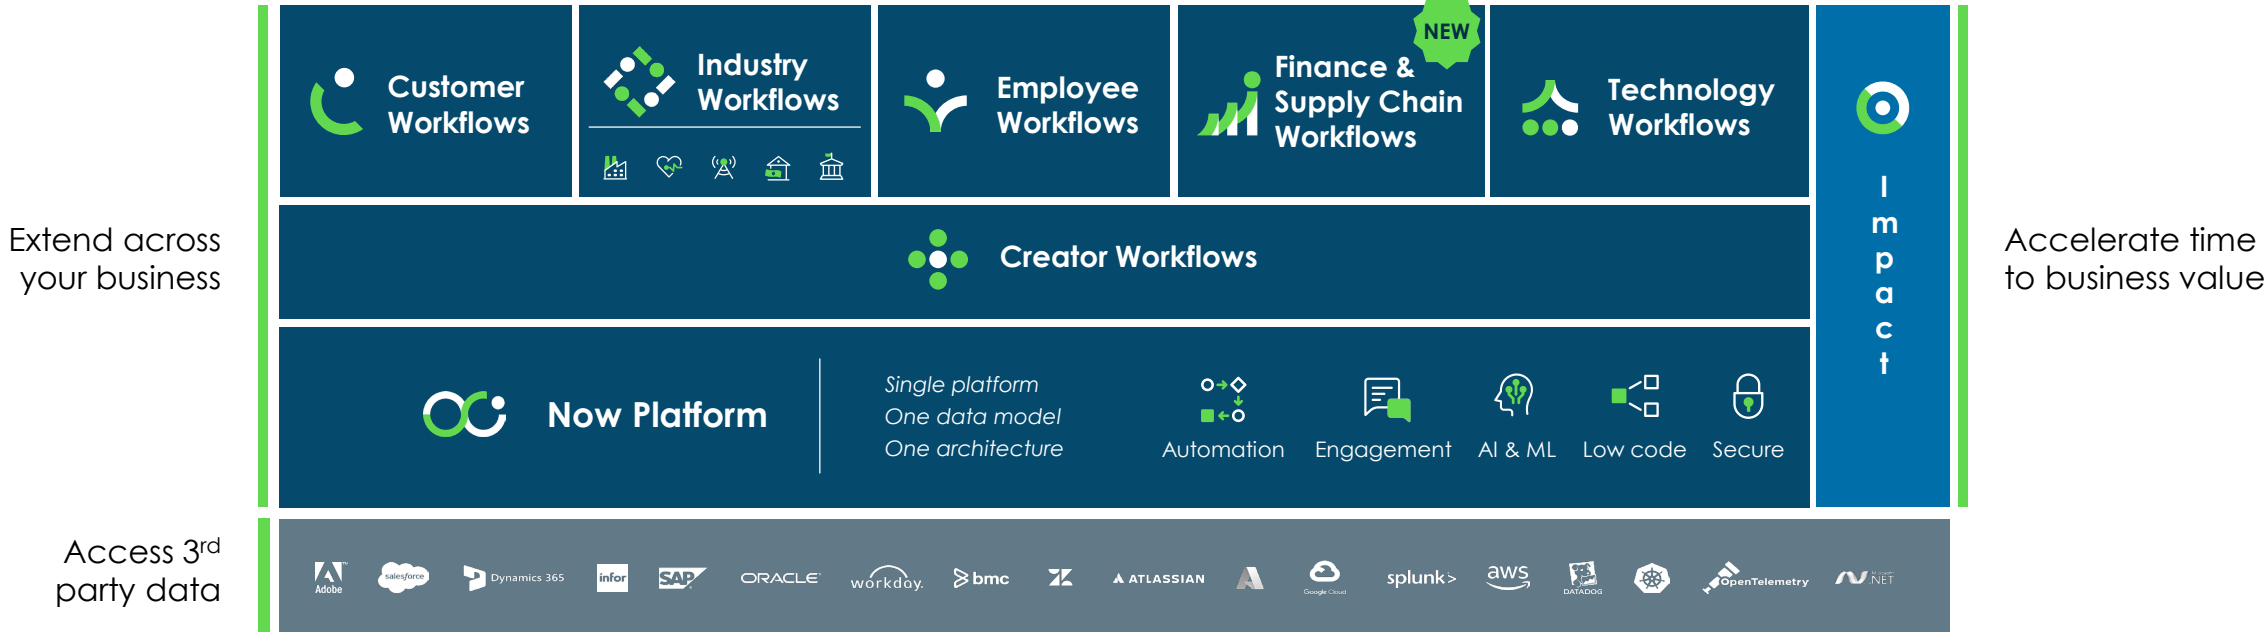 Extend across
your business
Access 3rd
party data
Customer
Workflows
Industry
Workflows
Employee
Workflows
NEW
Finance &
Supply Chain
Workflows
Technology
Workflows
Creator Workflows
Now Platform
Single platform
One data model
One architecture
Automation
Engagement
AI & ML
Low code
Secure
Impact
Accelerate time
to business value
Adobe
salesforce
Dynamics 365
infor
SAP
ORACLE
workday.
bmc
ATLASSIAN
Google Cloud
splunk>
aws
DATADOG
OpenTelemetry
.NET